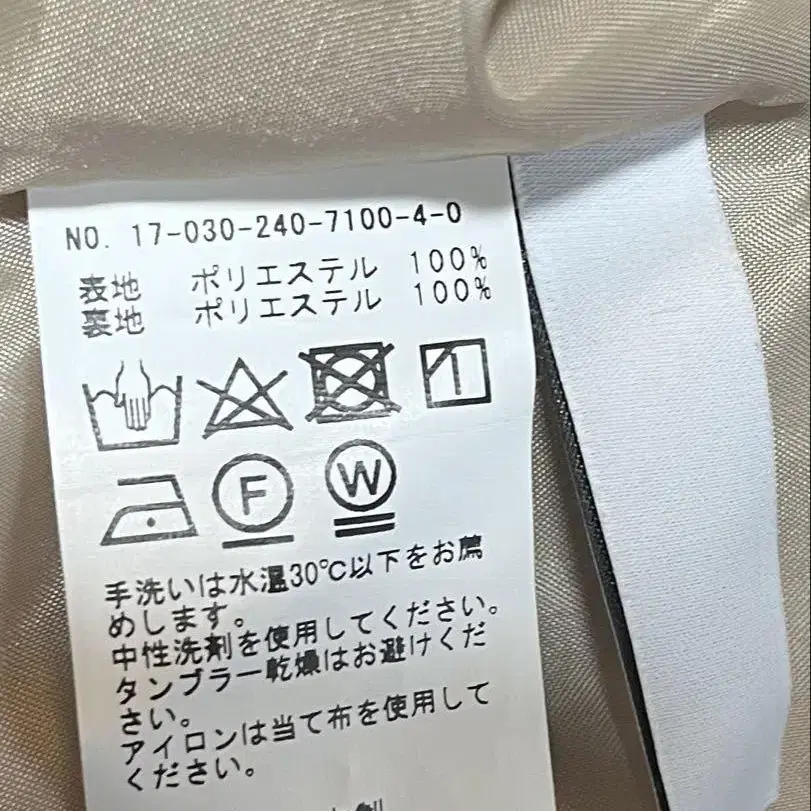 NO. 17-030-240-7100-4-0
表地 ポリエステル 100%
裏地 ポリエステル 100%
F W
手洗いは水温30℃以下をお薦
めします。
中性洗剤を使用してください。
タンブラー乾燥はお避けくだ
さい。
アイロンは当て布を使用して
ください。